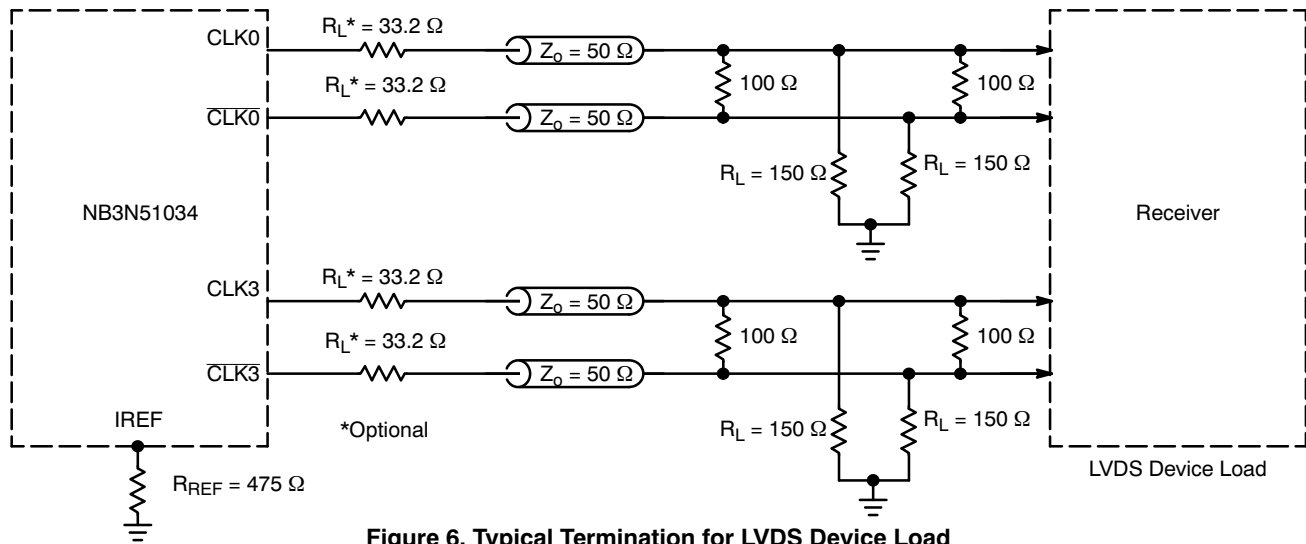 CLK0
R_L* = 33.2 Ω
Z_o = 50 Ω
100 Ω
100 Ω
R_L* = 33.2 Ω
C̅L̅K̅0̅
Z_o = 50 Ω
R_L = 150 Ω
R_L = 150 Ω
NB3N51034
Receiver
CLK3
R_L* = 33.2 Ω
Z_o = 50 Ω
100 Ω
100 Ω
R_L* = 33.2 Ω
C̅L̅K̅3̅
Z_o = 50 Ω
IREF
*Optional
R_L = 150 Ω
R_L = 150 Ω
LVDS Device Load
R_REF = 475 Ω
Figure 6. Typical Termination for LVDS Device Load